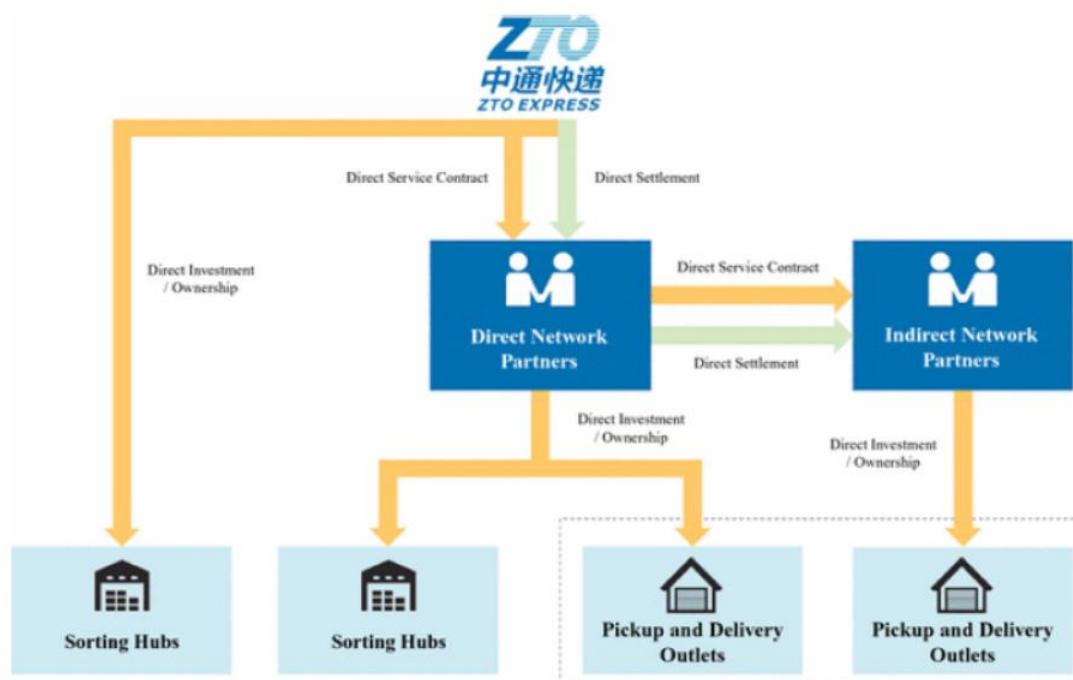 ZTO
中通快递
ZTO EXPRESS
Direct Service Contract
Direct Settlement
Direct Investment
/ Ownership
Direct Network
Partners
Direct Service Contract
Direct Settlement
Indirect Network
Partners
Direct Investment
/ Ownership
Direct Investment
/ Ownership
Sorting Hubs
Sorting Hubs
Pickup and Delivery
Outlets
Pickup and Delivery
Outlets